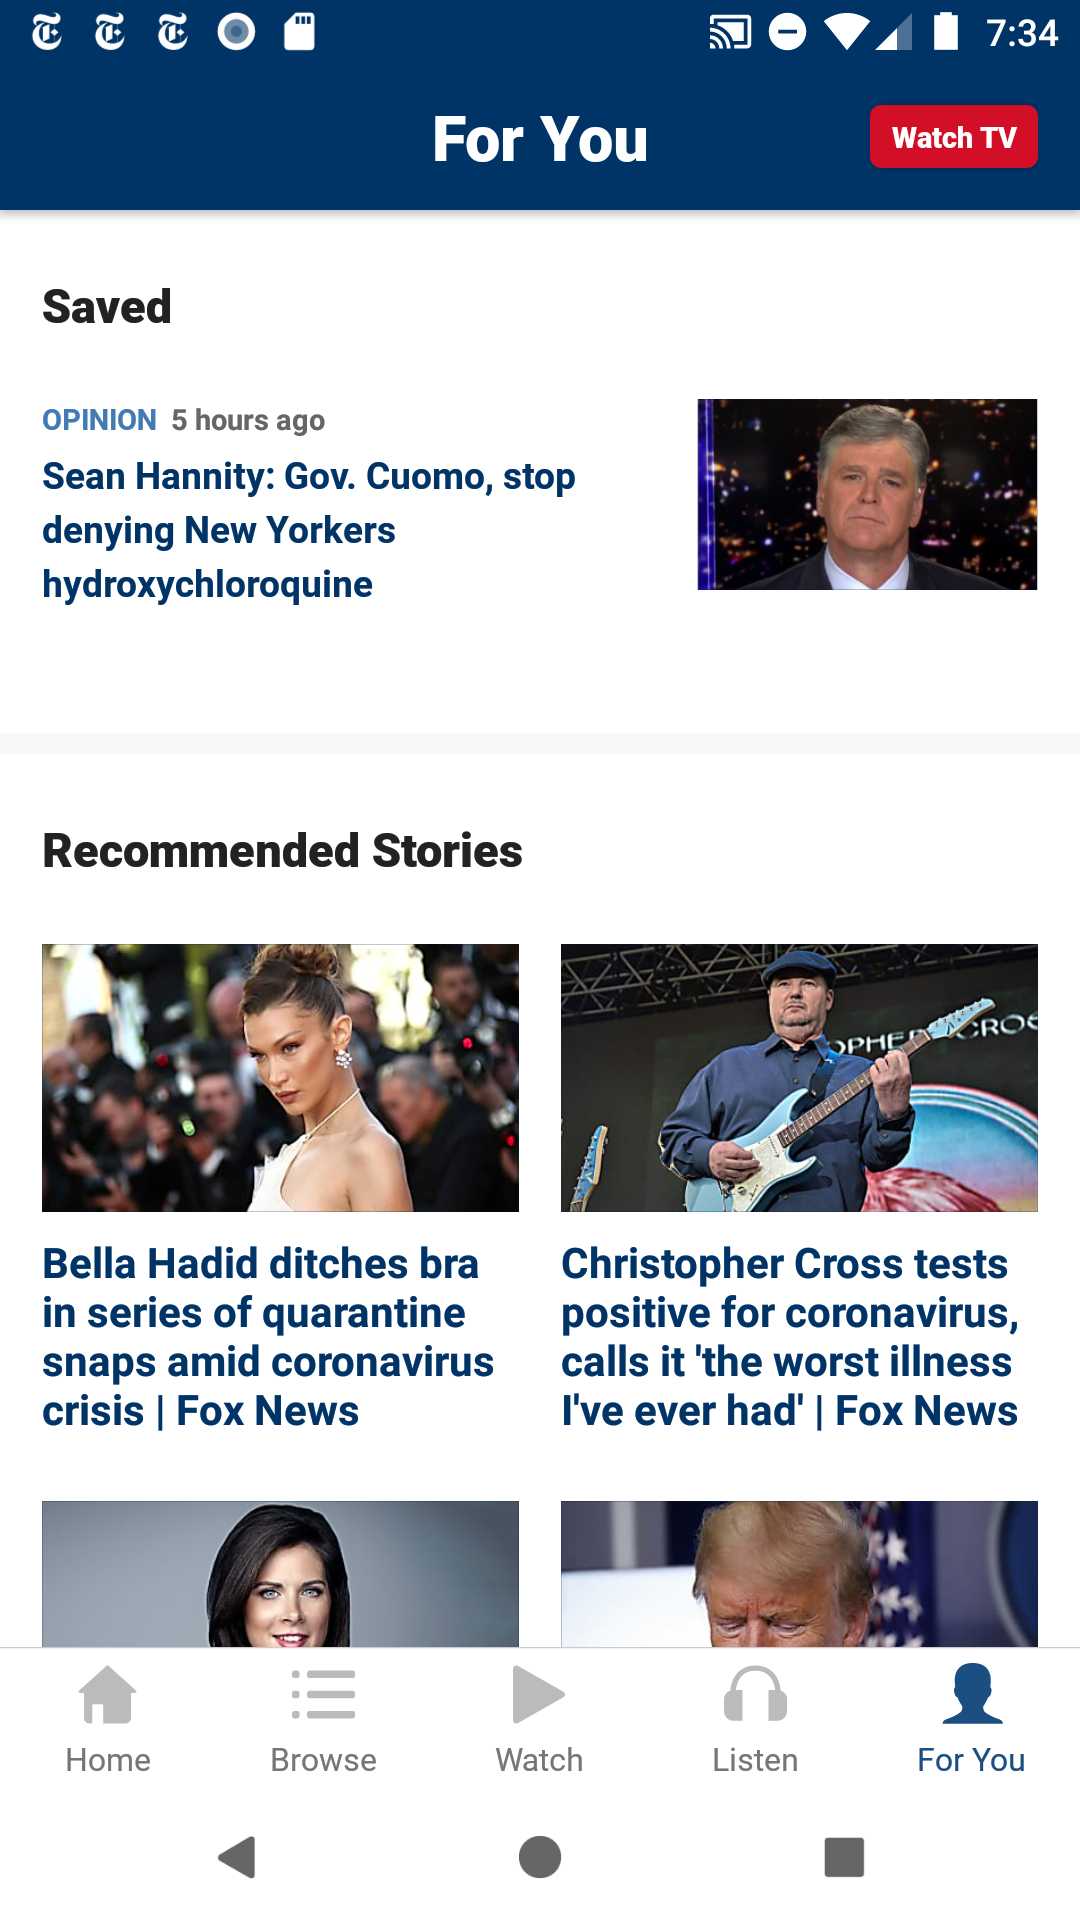 7:34
For You
Watch TV
Saved
OPINION 5 hours ago
Sean Hannity: Gov. Cuomo, stop
denying New Yorkers
hydroxychloroquine
Recommended Stories
OPHER CROS
Bella Hadid ditches bra
in series of quarantine
snaps amid coronavirus
crisis | Fox News
Christopher Cross tests
positive for coronavirus,
calls it 'the worst illness
I've ever had' | Fox News
Home
Browse
Watch
Listen
For You